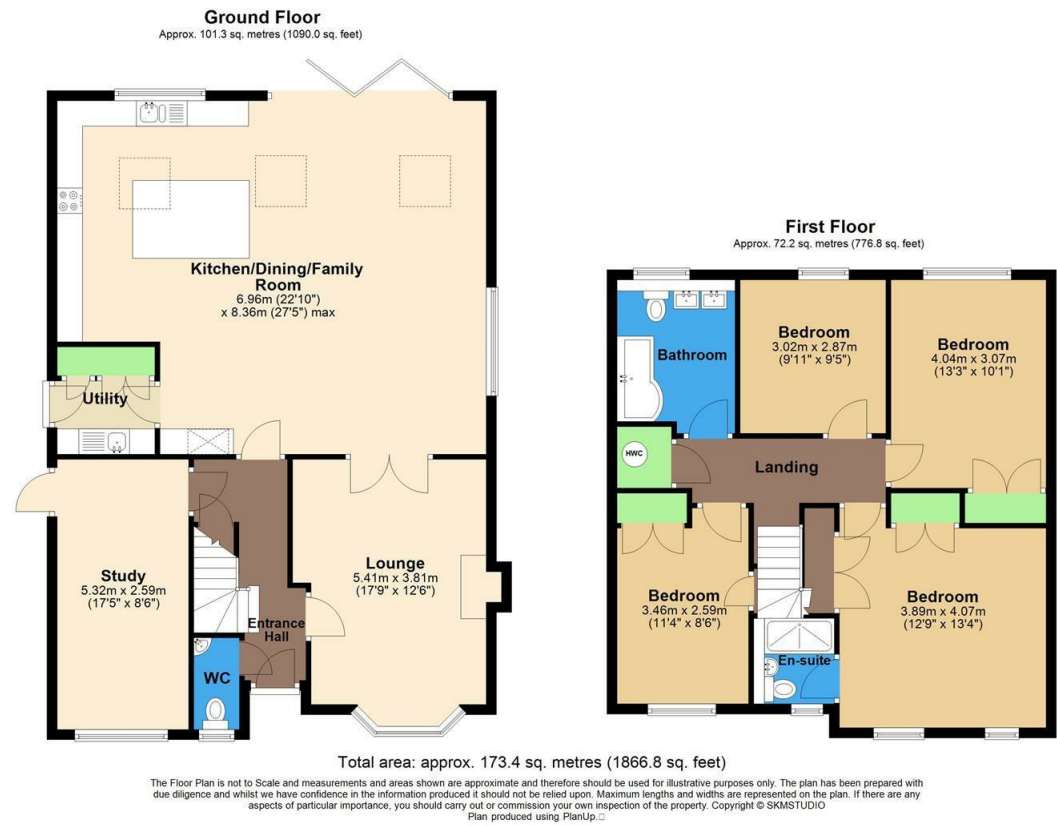 Ground Floor
Approx. 101.3 sq. metres (1090.0 sq. feet)
Kitchen/Dining/Family
Room
6.96m (22'10")
x 8.36m (27'5") max
Utility
Study
5.32m x 2.59m
(17'5" x 8'6")
Lounge
5.41m x 3.81m
(17'9" x 12'6")
Entrance
Hall
WC
First Floor
Approx. 72.2 sq. metres (776.8 sq. feet)
Bathroom
Bedroom
3.02m x 2.87m
(9'11" x 9'5")
Bedroom
4.04m x 3.07m
(13'3" x 10'1")
HWC
Landing
Bedroom
3.46m x 2.59m
(11'4" x 8'6")
Bedroom
3.89m x 4.07m
(12'9" x 13'4")
En-suite
Total area: approx. 173.4 sq. metres (1866.8 sq. feet)
The Floor Plan is not to Scale and measurements and areas shown are approximate and therefore should be used for illustrative purposes only. The plan has been prepared with
due diligence and whilst we have confidence in the information produced it should not be relied upon. Maximum lengths and widths are represented on the plan. If there are any
aspects of particular importance, you should carry out or commission your own inspection of the property. Copyright © SKMSTUDIO
Plan produced using PlanUp.□